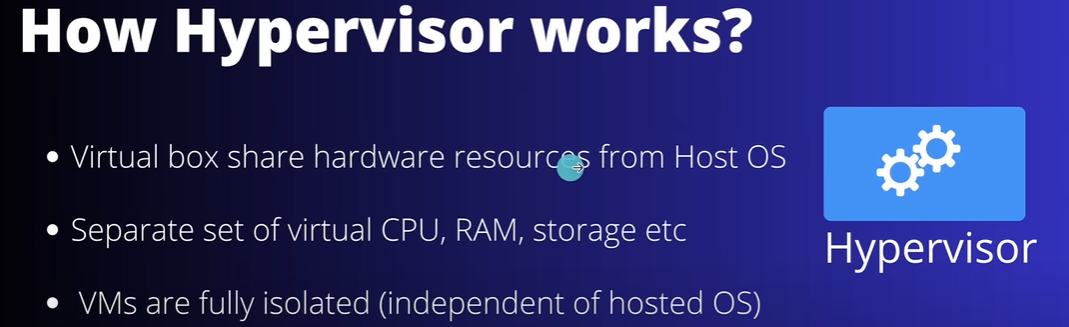 How Hypervisor works?
• Virtual box share hardware resources from Host OS
• Separate set of virtual CPU, RAM, storage etc
Hypervisor
• VMs are fully isolated (independent of hosted OS)